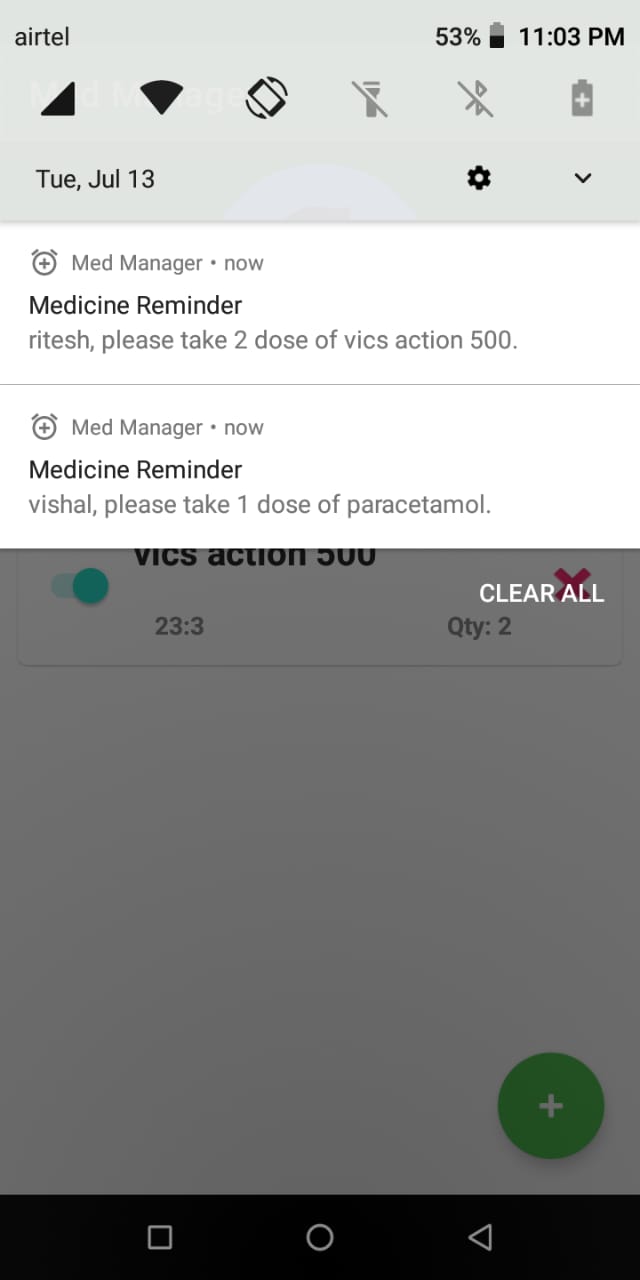 airtel
53% 11:03 PM
Med Manager
Tue, Jul 13
Med Manager • now
Medicine Reminder
ritesh, please take 2 dose of vics action 500.
Med Manager • now
Medicine Reminder
vishal, please take 1 dose of paracetamol.
vics action 500
CLEAR ALL
23:3 Qty: 2